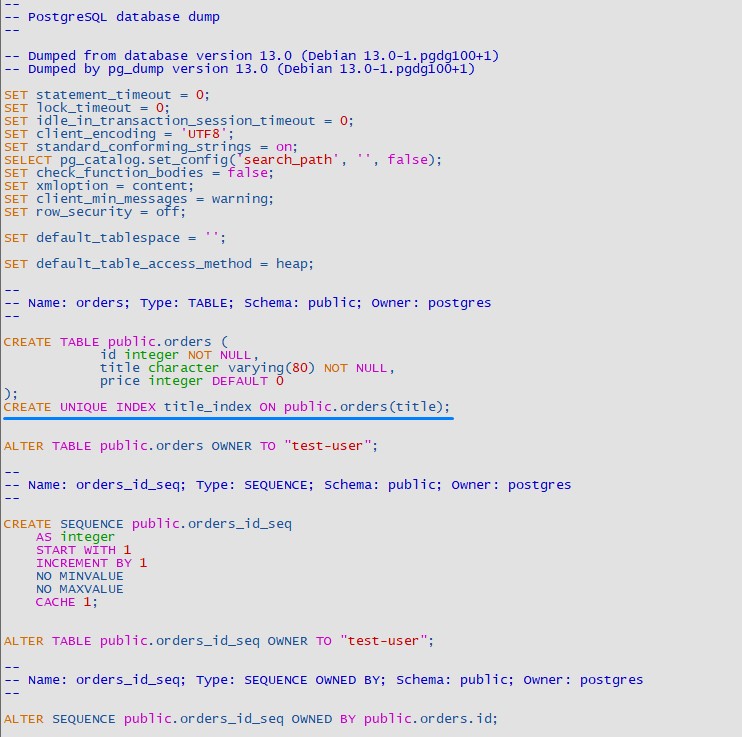 --
-- PostgreSQL database dump
--
-- Dumped from database version 13.0 (Debian 13.0-1.pgdg100+1)
-- Dumped by pg_dump version 13.0 (Debian 13.0-1.pgdg100+1)
SET statement_timeout = 0;
SET lock_timeout = 0;
SET idle_in_transaction_session_timeout = 0;
SET client_encoding = 'UTF8';
SET standard_conforming_strings = on;
SELECT pg_catalog.set_config('search_path', '', false);
SET check_function_bodies = false;
SET xmloption = content;
SET client_min_messages = warning;
SET row_security = off;
SET default_tablespace = '';
SET default_table_access_method = heap;
--
-- Name: orders; Type: TABLE; Schema: public; Owner: postgres
--
CREATE TABLE public.orders (
id integer NOT NULL,
title character varying(80) NOT NULL,
price integer DEFAULT 0
);
CREATE UNIQUE INDEX title_index ON public.orders(title);
ALTER TABLE public.orders OWNER TO "test-user";
--
-- Name: orders_id_seq; Type: SEQUENCE; Schema: public; Owner: postgres
--
CREATE SEQUENCE public.orders_id_seq
AS integer
START WITH 1
INCREMENT BY 1
NO MINVALUE
NO MAXVALUE
CACHE 1;
ALTER TABLE public.orders_id_seq OWNER TO "test-user";
--
-- Name: orders_id_seq; Type: SEQUENCE OWNED BY; Schema: public; Owner: postgres
--
ALTER SEQUENCE public.orders_id_seq OWNED BY public.orders.id;